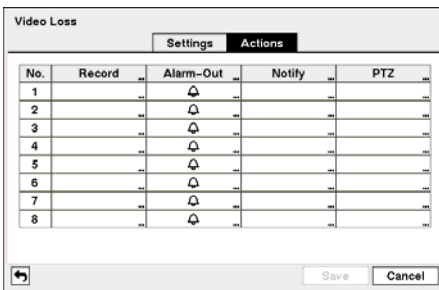 Video Loss
Settings Actions
No. Record ... Alarm-Out ... Notify ... PTZ ...
1 ... ... ... ...
2 ... ... ... ...
3 ... ... ... ...
4 ... ... ... ...
5 ... ... ... ...
6 ... ... ... ...
7 ... ... ... ...
8 ... ... ... ...
Save Cancel